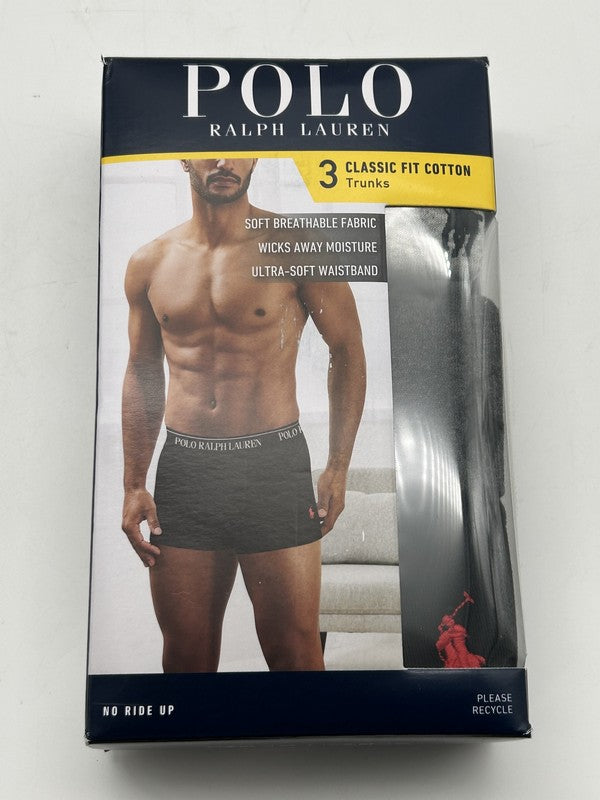 POLO
RALPH LAUREN
3 CLASSIC FIT COTTON
Trunks
SOFT BREATHABLE FABRIC
WICKS AWAY MOISTURE
ULTRA-SOFT WAISTBAND
POLO RALPH LAUREN POLO R
NO RIDE UP
PLEASE
RECYCLE